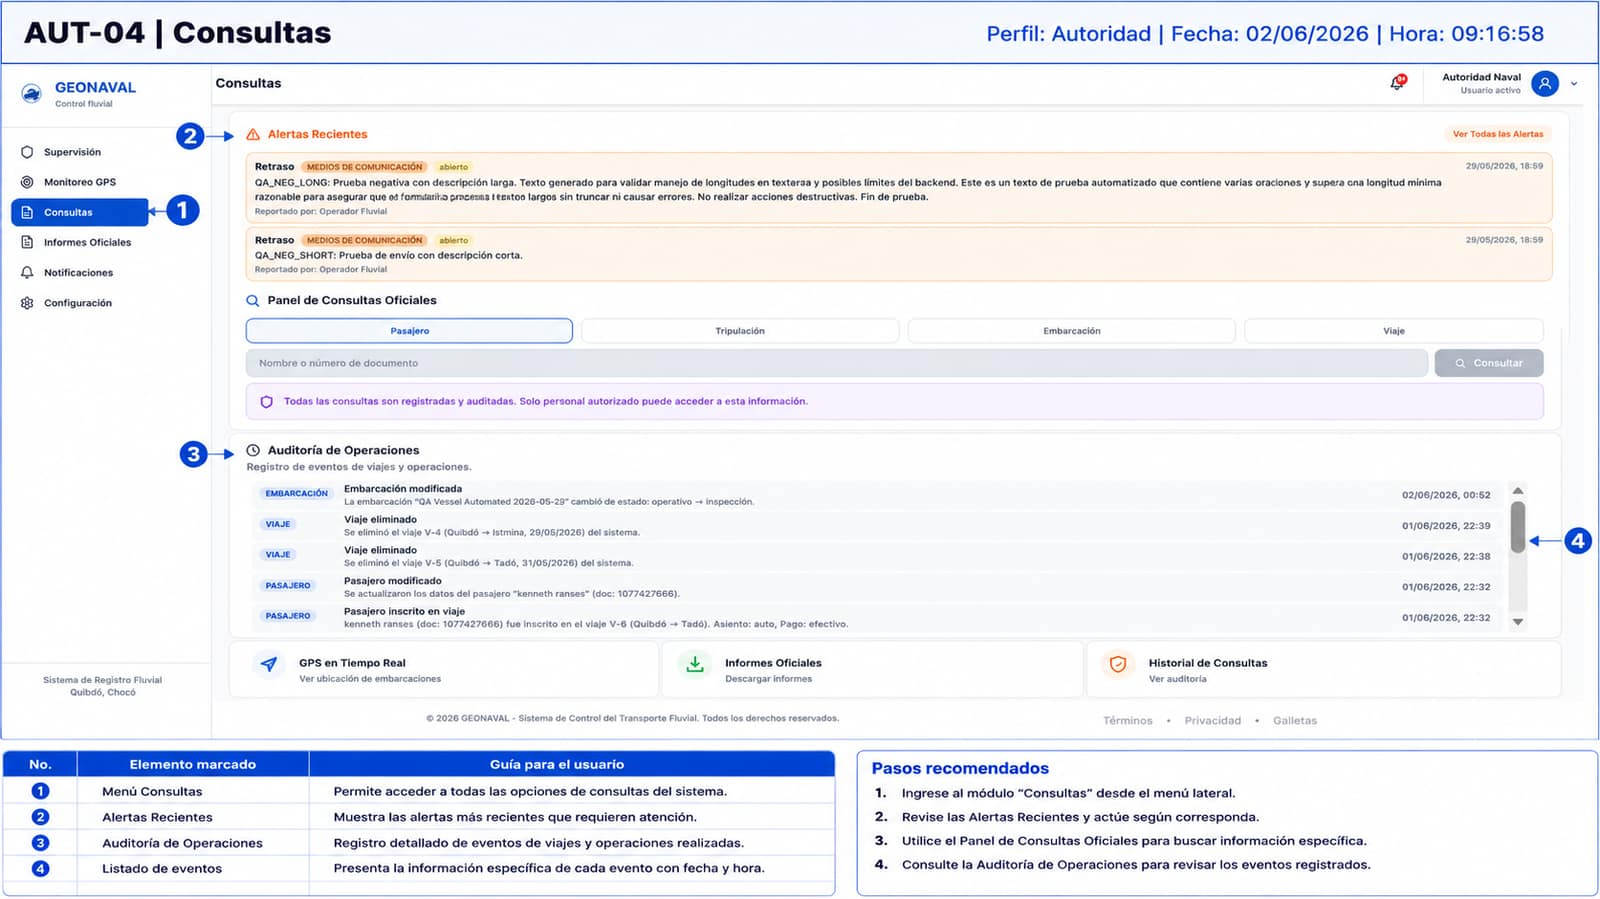 AUT-04 | Consultas
Perfil: Autoridad | Fecha: 02/06/2026 | Hora: 09:16:58
GEONAVAL
Control fluvial
Consultas
Autoridad Naval
Usuario activo
Supervisión
Monitoreo GPS
Consultas
1
Informes Oficiales
Notificaciones
Configuración
Sistema de Registro Fluvial
Quibdó, Chocó
2
Alertas Recientes
Ver Todas las Alertas
Retraso MEDIOS DE COMUNICACIÓN abierto
29/05/2026, 18:59
QA_NEG_LONG: Prueba negativa con descripción larga. Texto generado para validar manejo de longitudes en texteraa y posibles límites del backend. Este es un texto de prueba automatizado que contiene varias oraciones y supera ona longitud mínima
razonable para asegurar que textos largos sin truncar ni causar errores. No realizar acciones destructivas. Fin de prueba.
Reportado por: Operador Fluvial
Retraso MEDIOS DE COMUNICACIÓN abierto
29/05/2026, 18:59
QA_NEG_SHORT: Prueba de envío con descripción corta.
Reportado por: Operador Fluvial
Panel de Consultas Oficiales
Pasajero
Tripulación
Embarcación
Viaje
Nombre o número de documento
Consultar
Todas las consultas son registradas y auditadas. Solo personal autorizado puede acceder a esta información.
3
Auditoría de Operaciones
Registro de eventos de viajes y operaciones.
EMBARCACIÓN
Embarcación modificada
La embarcación "QA Vessel Automated 2026-05-29" cambió de estado: operativo → inspección.
02/06/2026, 00:52
VIAJE
Viaje eliminado
Se eliminó el viaje V-4 (Quibdó → Istmina, 29/05/2026) del sistema.
01/06/2026, 22:39
VIAJE
Viaje eliminado
Se eliminó el viaje V-5 (Quibdó → Tadó, 31/05/2026) del sistema.
01/06/2026, 22:38
PASAJERO
Pasajero modificado
Se actualizaron los datos del pasajero "kenneth ranses" (doc: 1077427666).
01/06/2026, 22:32
PASAJERO
Pasajero inscrito en viaje
kenneth ranses (doc: 1077427666) fue inscrito en el viaje V-6 (Quibdó → Tadó). Asiento: auto, Pago: efectivo.
01/06/2026, 22:32
4
GPS en Tiempo Real
Ver ubicación de embarcaciones
Informes Oficiales
Descargar informes
Historial de Consultas
Ver auditoría
© 2026 GEONAVAL - Sistema de Control del Transporte Fluvial. Todos los derechos reservados.
Términos • Privacidad • Galletas
No. Elemento marcado Guía para el usuario
1 Menú Consultas Permite acceder a todas las opciones de consultas del sistema.
2 Alertas Recientes Muestra las alertas más recientes que requieren atención.
3 Auditoría de Operaciones Registro detallado de eventos de viajes y operaciones realizadas.
4 Listado de eventos Presenta la información específica de cada evento con fecha y hora.
Pasos recomendados
1. Ingrese al módulo "Consultas" desde el menú lateral.
2. Revise las Alertas Recientes y actúe según corresponda.
3. Utilice el Panel de Consultas Oficiales para buscar información específica.
4. Consulte la Auditoría de Operaciones para revisar los eventos registrados.